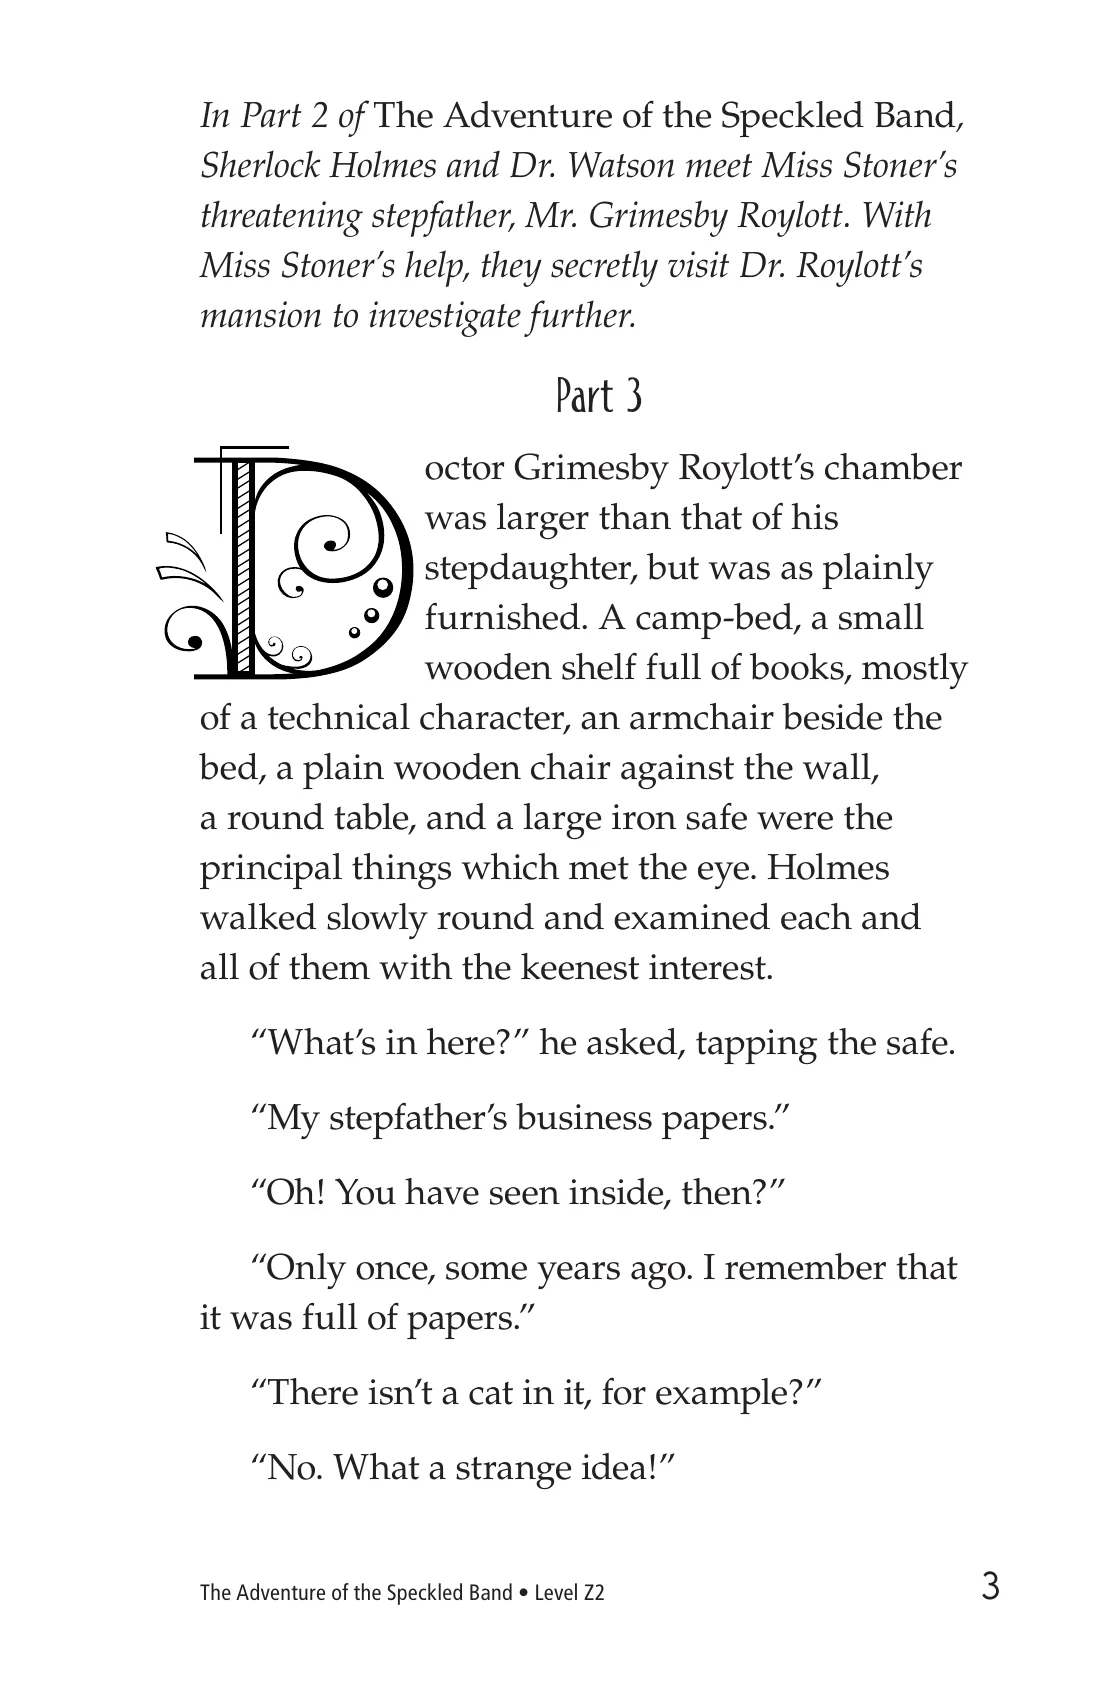 In Part 2 of The Adventure of the Speckled Band,
Sherlock Holmes and Dr. Watson meet Miss Stoner’s
threatening stepfather, Mr. Grimesby Roylott. With
Miss Stoner’s help, they secretly visit Dr. Roylott’s
mansion to investigate further.
Part 3
Doctor Grimesby Roylott’s chamber
was larger than that of his
stepdaughter, but was as plainly
furnished. A camp-bed, a small
wooden shelf full of books, mostly
of a technical character, an armchair beside the
bed, a plain wooden chair against the wall,
a round table, and a large iron safe were the
principal things which met the eye. Holmes
walked slowly round and examined each and
all of them with the keenest interest.
“What’s in here?” he asked, tapping the safe.
“My stepfather’s business papers.”
“Oh! You have seen inside, then?”
“Only once, some years ago. I remember that
it was full of papers.”
“There isn’t a cat in it, for example?”
“No. What a strange idea!”
The Adventure of the Speckled Band • Level Z2
3